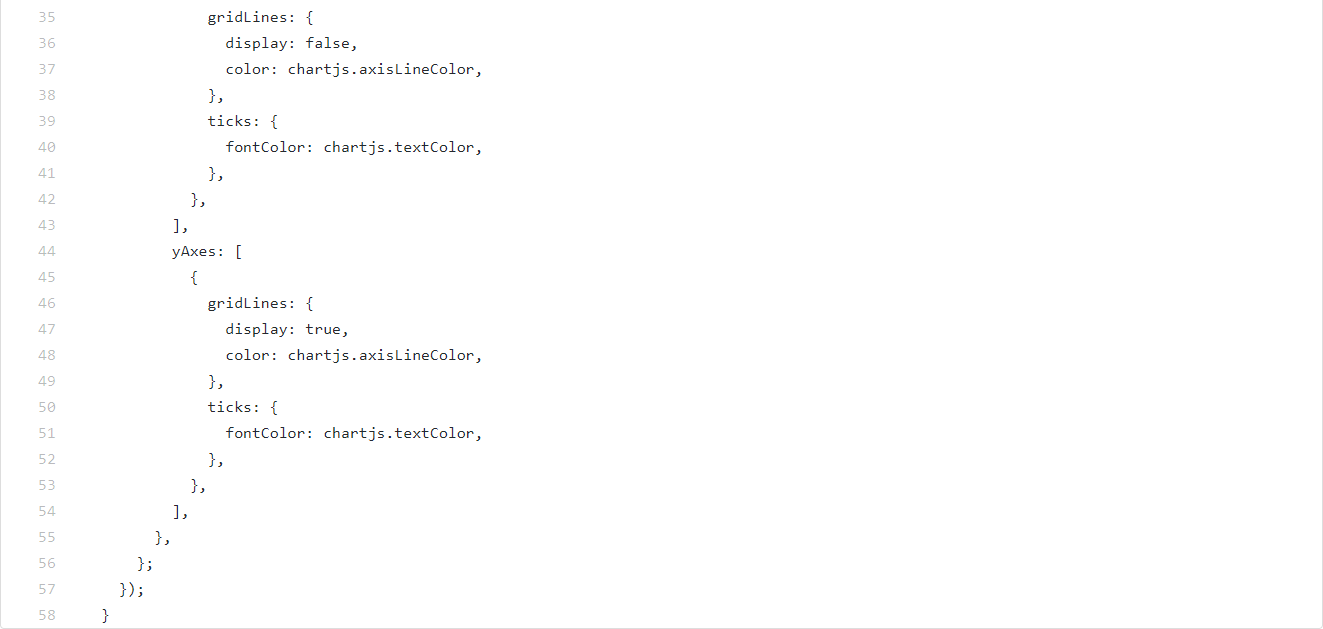 35 gridLines: {
36 display: false,
37 color: chartjs.axisLineColor,
38 },
39 ticks: {
40 fontColor: chartjs.textColor,
41 },
42 },
43 ],
44 yAxes: [
45 {
46 gridLines: {
47 display: true,
48 color: chartjs.axisLineColor,
49 },
50 ticks: {
51 fontColor: chartjs.textColor,
52 },
53 },
54 ],
55 },
56 };
57 });
58 }